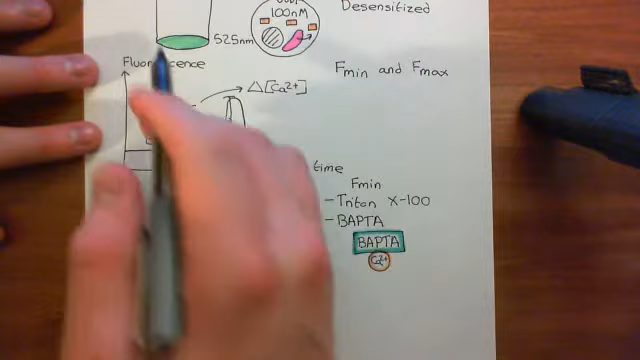 100nM
Desensitized
525nm
Fluorescence
Fmin and Fmax
△[Ca²⁺]
time
Fmin
- Triton X-100
- BAPTA
BAPTA
Ca²⁺